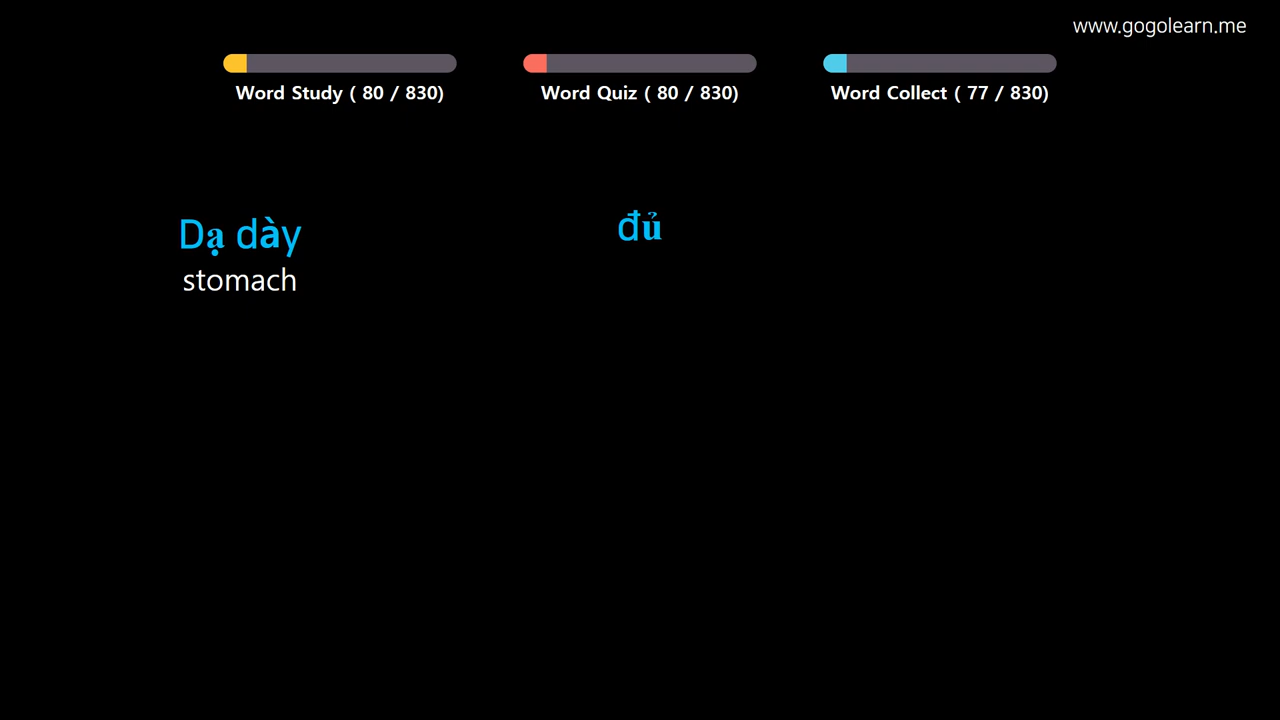 www.gogolearn.me
Word Study ( 80 / 830)
Word Quiz ( 80 / 830)
Word Collect ( 77 / 830)
Dạ dày
stomach
đủ